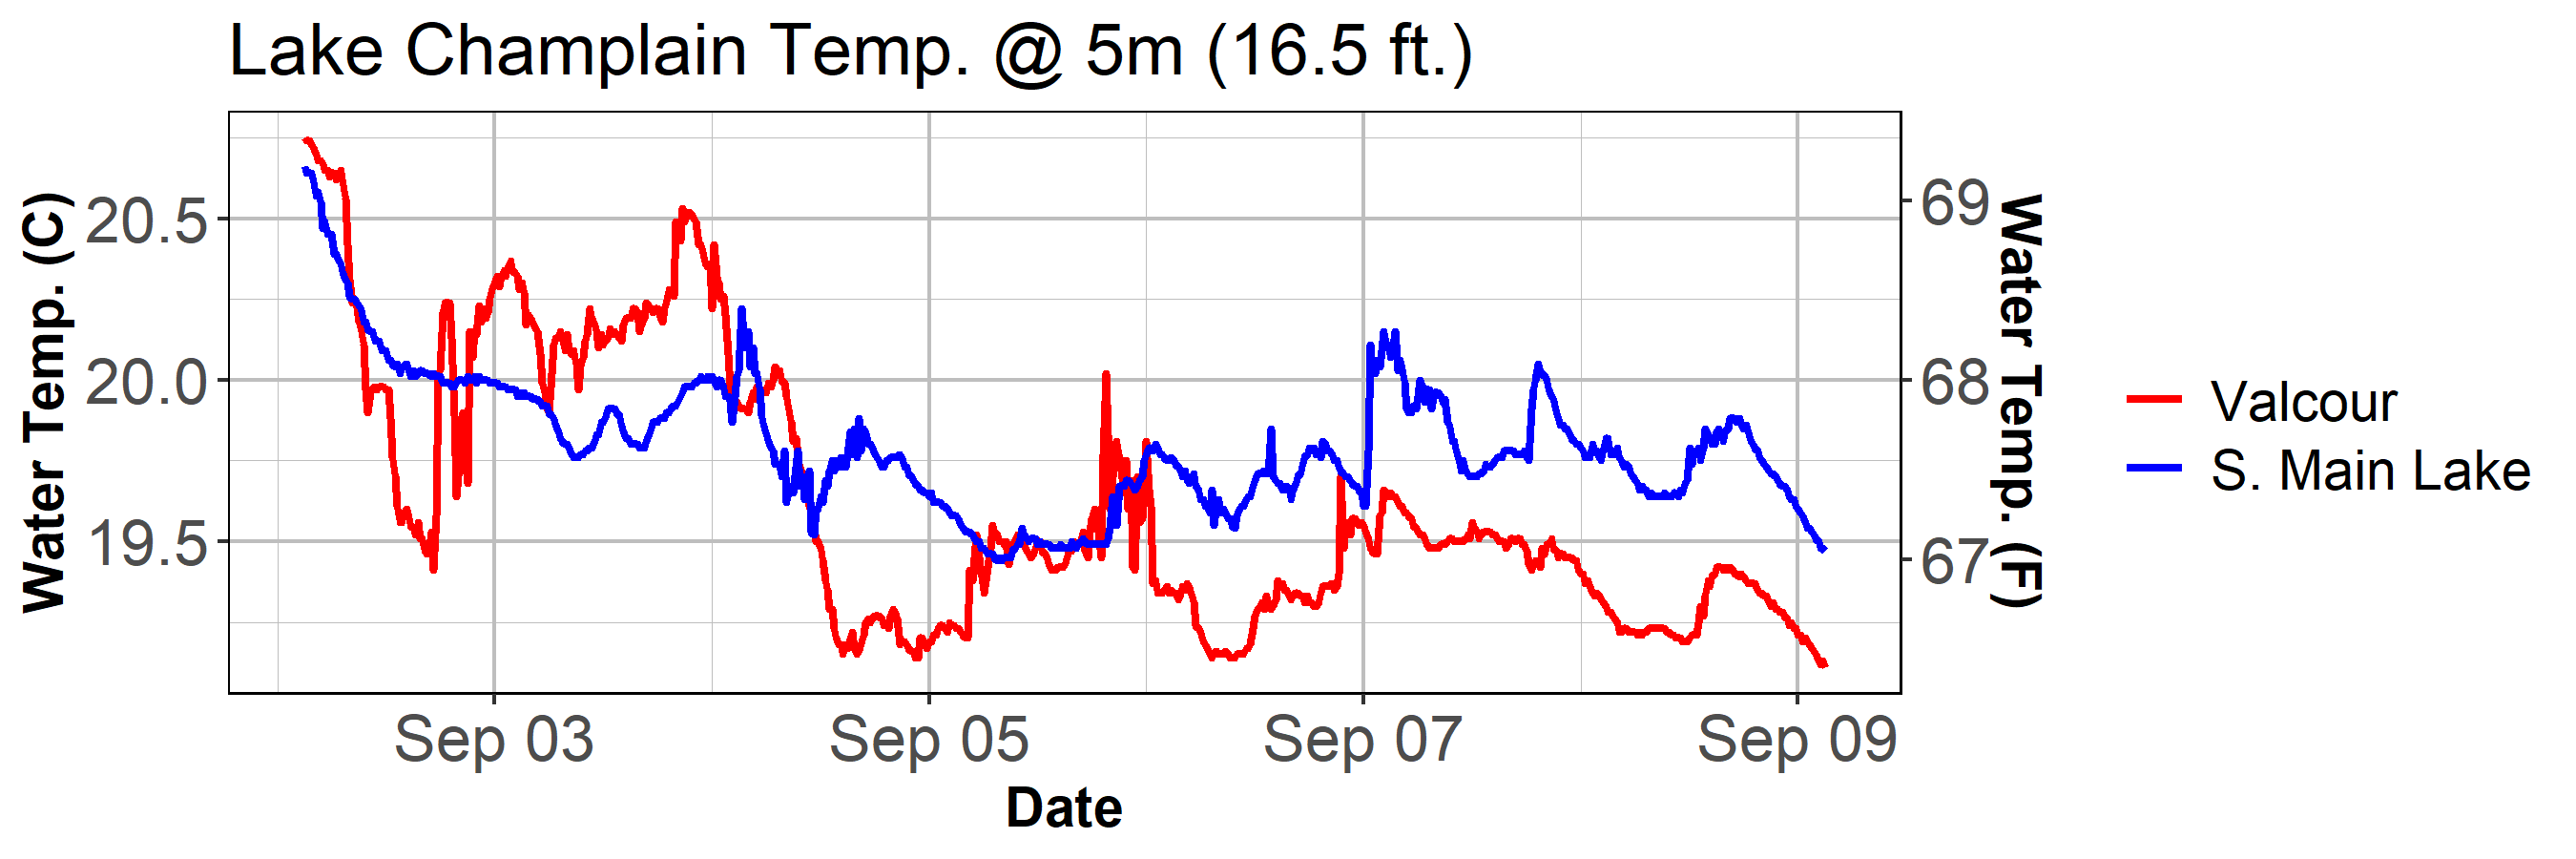 Lake Champlain Temp. @ 5m (16.5 ft.)
Water Temp. (C)
20.5
20.0
19.5
69
68
67
Water Temp. (F)
Sep 03
Sep 05
Sep 07
Sep 09
Date
Valcour
S. Main Lake